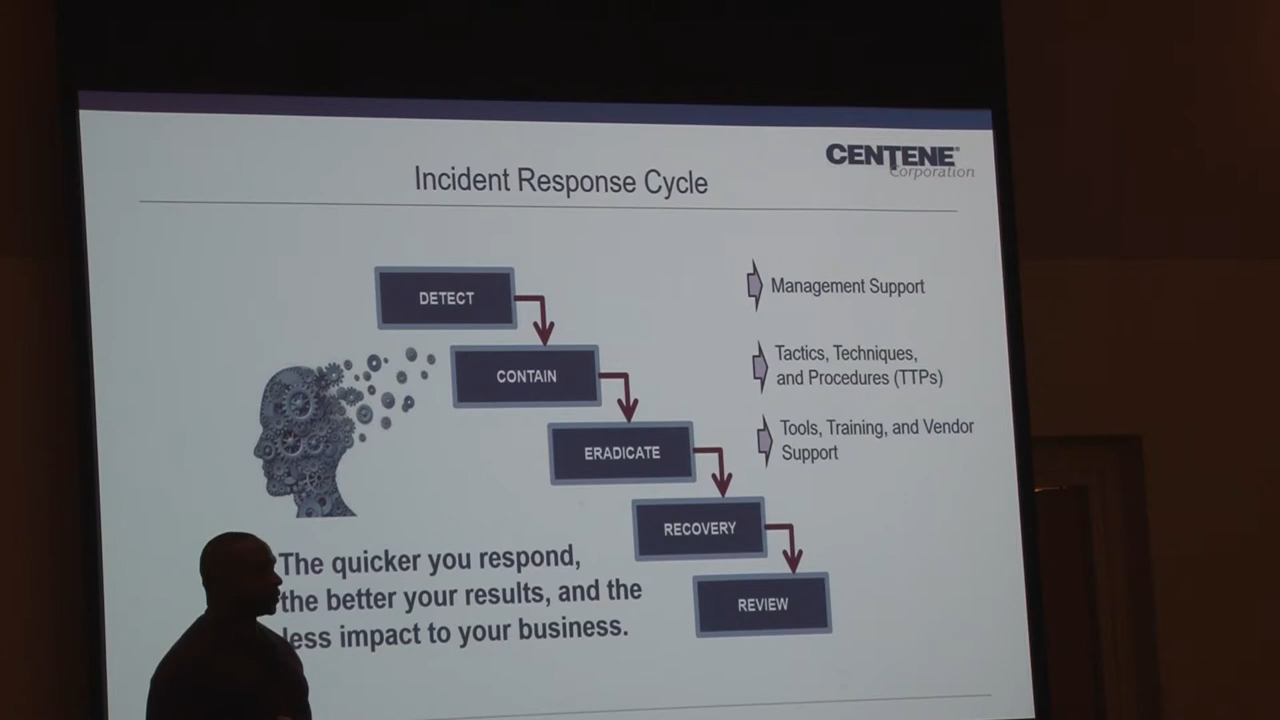 CENTENE®
Corporation
Incident Response Cycle
DETECT
CONTAIN
ERADICATE
RECOVERY
REVIEW
Management Support
Tactics, Techniques,
and Procedures (TTPs)
Tools, Training, and Vendor
Support
The quicker you respond,
the better your results, and the
less impact to your business.